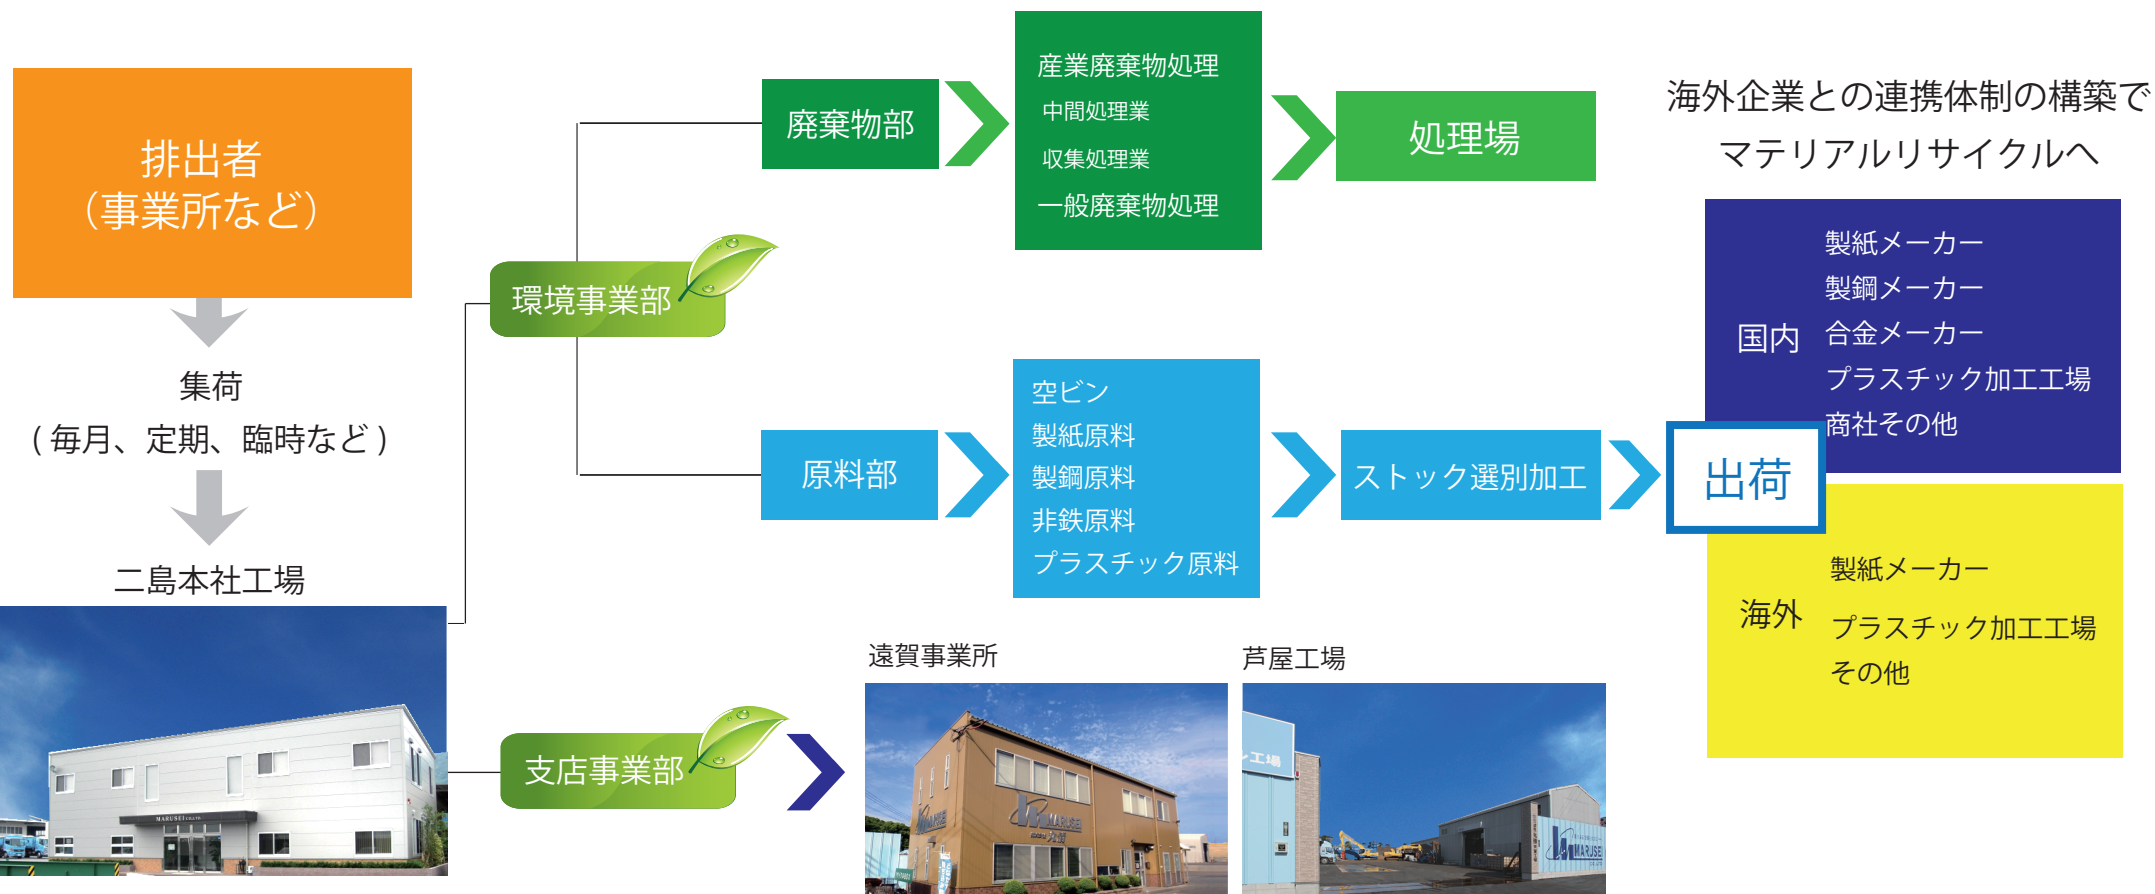 排出者
（事業所など）
集荷
(毎月、定期、臨時など)
二島本社工場
MARUSEI CO.,LTD.
環境事業部
廃棄物部
産業廃棄物処理
中間処理業
収集処理業
一般廃棄物処理
処理場
原料部
空ビン
製紙原料
製鋼原料
非鉄原料
プラスチック原料
ストック選別加工
出荷
海外企業との連携体制の構築で
マテリアルリサイクルへ
国内
製紙メーカー
製鋼メーカー
合金メーカー
プラスチック加工工場
商社その他
海外
製紙メーカー
プラスチック加工工場
その他
支店事業部
遠賀事業所
MARUSEI
MARUSEI
芦屋工場
工場
MARUSEI